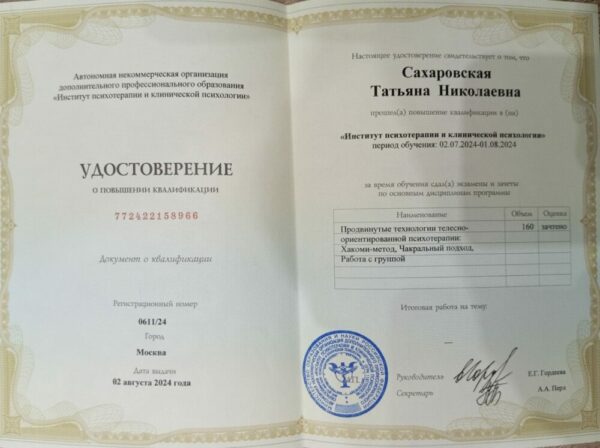 Автономная некоммерческая организация
дополнительного профессионального образования
«Институт психотерапии и клинической психологии»
УДОСТОВЕРЕНИЕ
О ПОВЫШЕНИИ КВАЛИФИКАЦИИ
772422158966
Документ о квалификации
Регистрационный номер
0611/24
Город
Москва
Дата выдачи
02 августа 2024 года
Настоящее удостоверение свидетельствует о том, что
Сахаровская
Татьяна Николаевна
прошел(а) повышение квалификации в (на)
«Институт психотерапии и клинической психологии»
период обучения: 02.07.2024-01.08.2024
за время обучения сдал(а) экзамены и зачеты
по основным дисциплинам программы
Наименование Объем Оценка
Продвинутые технологии телесно- 160 зачтено
ориентированной психотерапии:
Хакоми-метод, Чакральный подход,
Работа с группой
Итоговая работа на тему:
Руководитель Е.Г. Гордеева
Секретарь А.А. Перл